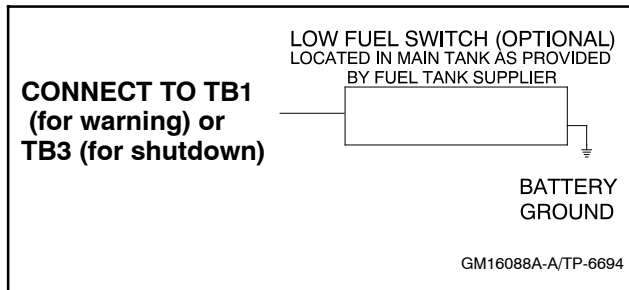 LOW FUEL SWITCH (OPTIONAL)
LOCATED IN MAIN TANK AS PROVIDED
BY FUEL TANK SUPPLIER
CONNECT TO TB1
(for warning) or
TB3 (for shutdown)
BATTERY
GROUND
GM16088A-A/TP-6694